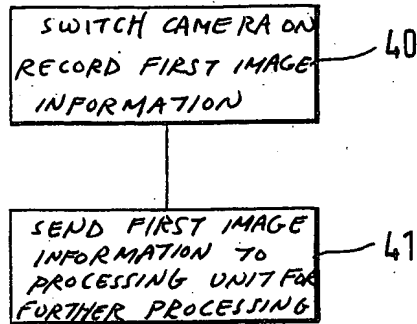 SWITCH CAMERA ON
RECORD FIRST IMAGE
INFORMATION
40
SEND FIRST IMAGE
INFORMATION TO
PROCESSING UNIT FOR
FURTHER PROCESSING
41